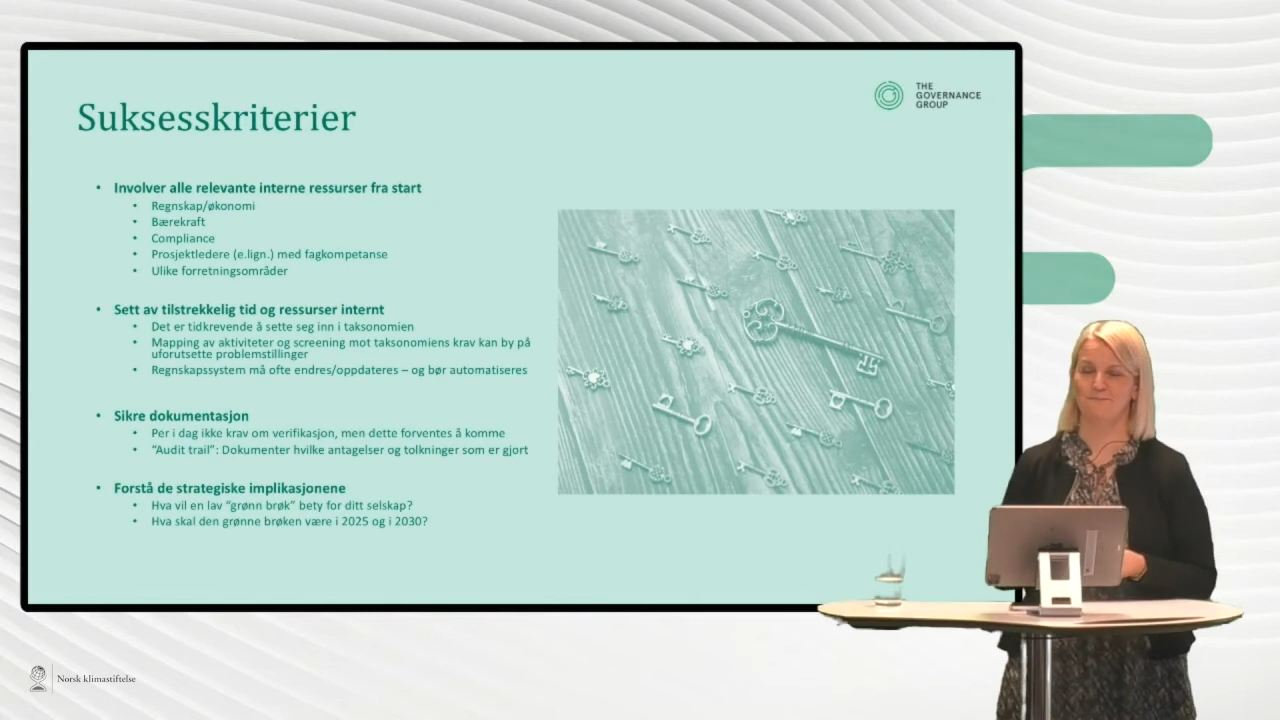 THE
GOVERNANCE
GROUP
Suksesskriterier
• Involver alle relevante interne ressurser fra start
• Regnskap/økonomi
• Bærekraft
• Compliance
• Prosjektledere (e.lign.) med fagkompetanse
• Ulike forretningsområder
• Sett av tilstrekkelig tid og ressurser internt
• Det er tidkrevende å sette seg inn i taksonomien
• Mapping av aktiviteter og screening mot taksonomiens krav kan by på
uforutsette problemstillinger
• Regnskapssystem må ofte endres/oppdateres – og bør automatiseres
• Sikre dokumentasjon
• Per i dag ikke krav om verifikasjon, men dette forventes å komme
• “Audit trail”: Dokumenter hvilke antagelser og tolkninger som er gjort
• Forstå de strategiske implikasjonene
• Hva vil en lav “grønn brøk” bety for ditt selskap?
• Hva skal den grønne brøken være i 2025 og i 2030?
Norsk klimastiftelse